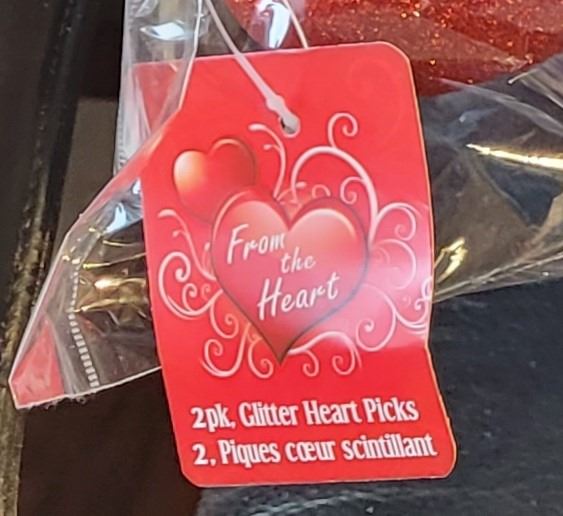 From
the
Heart
2pk, Glitter Heart Picks
2, Piques cœur scintillant